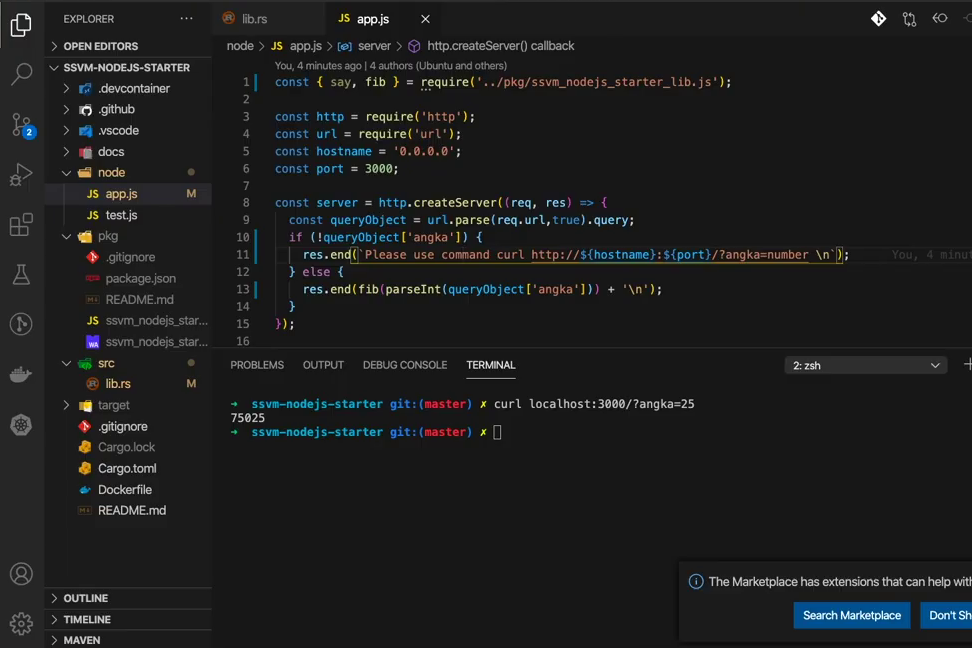 EXPLORER
OPEN EDITORS
SSVM-NODEJS-STARTER
.devcontainer
.github
.vscode
docs
node
JS app.js M
JS test.js
pkg
.gitignore
package.json
README.md
JS ssvm_nodejs_star...
WA ssvm_nodejs_star...
src
lib.rs M
target
.gitignore
Cargo.lock
Cargo.toml
Dockerfile
README.md
OUTLINE
TIMELINE
MAVEN
2
lib.rs
JS app.js
node > JS app.js > server > http.createServer() callback
You, 4 minutes ago | 4 authors (Ubuntu and others)
1 const { say, fib } = require('../pkg/ssvm_nodejs_starter_lib.js');
2
3 const http = require('http');
4 const url = require('url');
5 const hostname = '0.0.0.0';
6 const port = 3000;
7
8 const server = http.createServer((req, res) => {
9 const queryObject = url.parse(req.url,true).query;
10 if (!queryObject['angka']) {
11 res.end(`Please use command curl http://${hostname}:${port}/?angka=number \n`); You, 4 minut
12 } else {
13 res.end(fib(parseInt(queryObject['angka'])) + '\n');
14 }
15 });
16
PROBLEMS OUTPUT DEBUG CONSOLE TERMINAL 2: zsh
➜ ssvm-nodejs-starter git:(master) ✗ curl localhost:3000/?angka=25
75025
➜ ssvm-nodejs-starter git:(master) ✗
The Marketplace has extensions that can help with
Search Marketplace Don't Sh